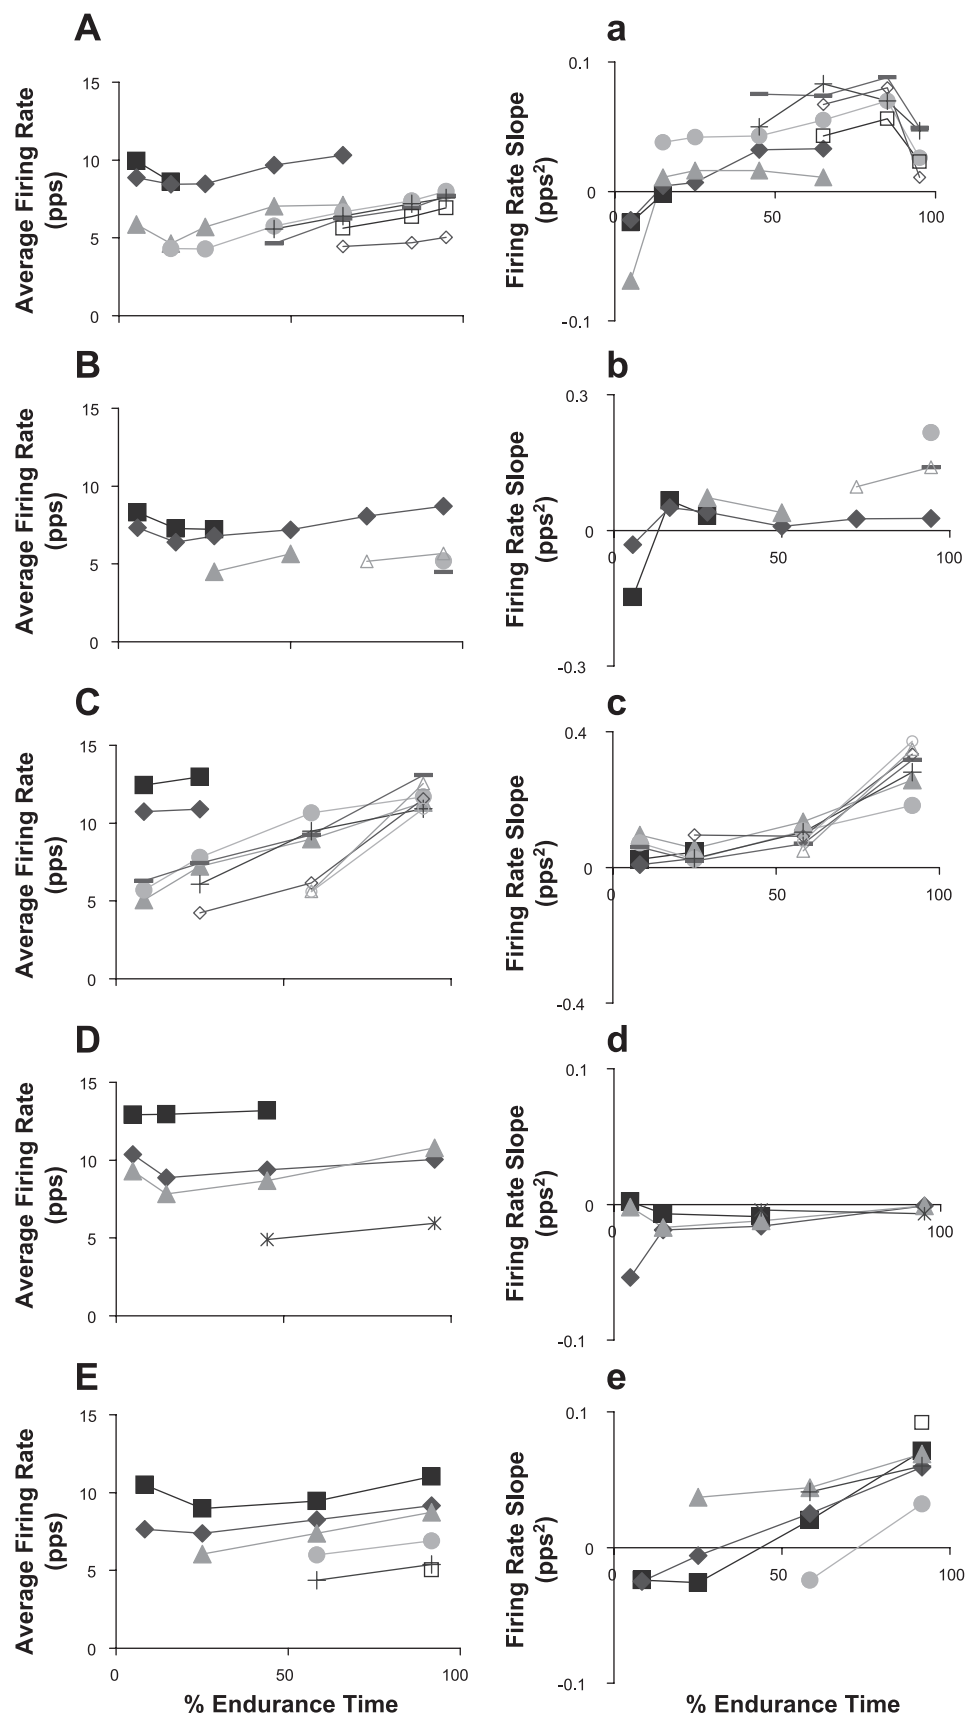 A
Average Firing Rate
(pps)
15
10
5
0
a
Firing Rate Slope
(pps²)
0.1
0
50
100
-0.1
B
Average Firing Rate
(pps)
15
10
5
0
b
Firing Rate Slope
(pps²)
0.3
0
0
50
100
-0.3
C
Average Firing Rate
(pps)
15
10
5
0
c
Firing Rate Slope
(pps²)
0.4
0
0
50
100
-0.4
D
Average Firing Rate
(pps)
15
10
5
0
d
Firing Rate Slope
(pps²)
0.1
0
0
50
100
-0.1
E
Average Firing Rate
(pps)
15
10
5
0
0
50
100
% Endurance Time
e
Firing Rate Slope
(pps²)
0.1
0
0
50
100
-0.1
% Endurance Time